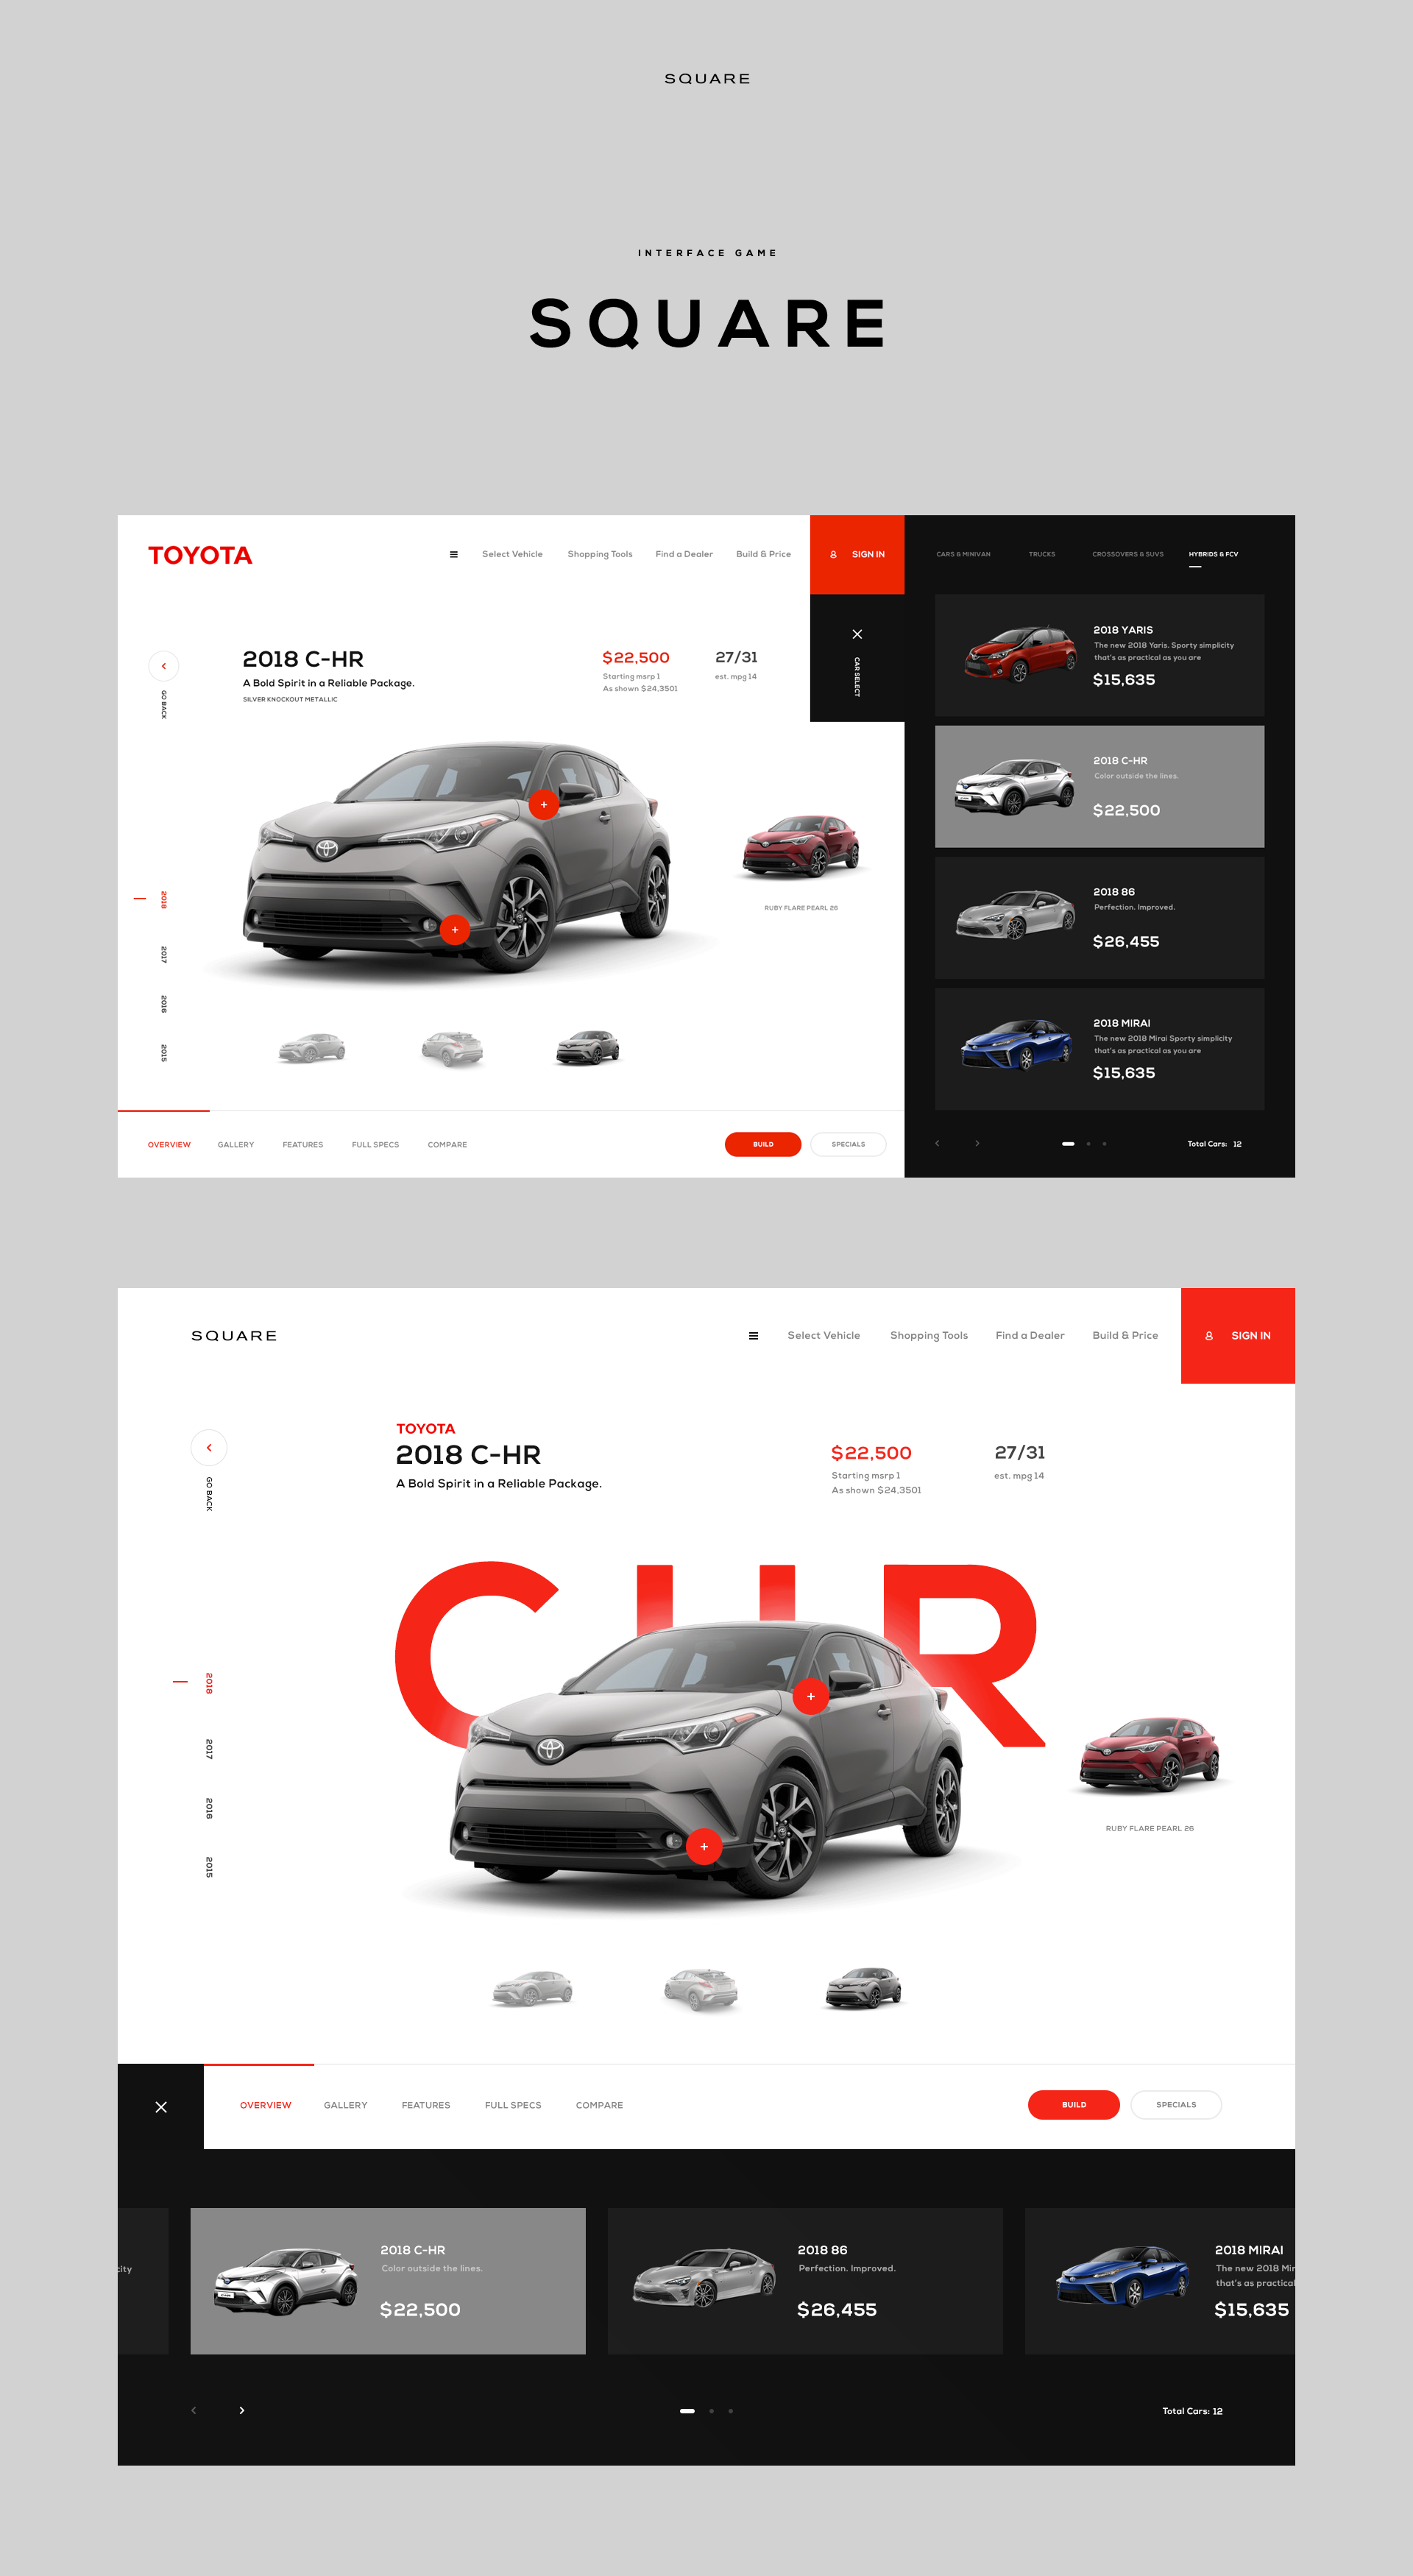 SQUARE
INTERFACE GAME
SQUARE
TOYOTA
Select Vehicle
Shopping Tools
Find a Dealer
Build & Price
SIGN IN
CAR SELECT
GO BACK
2018 C-HR
A Bold Spirit in a Reliable Package.
SILVER KNOCKOUT METALLIC
$22,500
Starting msrp 1
As shown $24,3501
27/31
est. mpg 14
2018
2017
2016
2015
RUBY FLARE PEARL 26
OVERVIEW
GALLERY
FEATURES
FULL SPECS
COMPARE
BUILD
SPECIALS
CARS & MINIVAN
TRUCKS
CROSSOVERS & SUVS
HYBRIDS & FCV
2018 YARIS
The new 2018 Yaris. Sporty simplicity
that's as practical as you are
$15,635
2018 C-HR
Color outside the lines.
$22,500
2018 86
Perfection. Improved.
$26,455
2018 MIRAI
The new 2018 Mirai Sporty simplicity
that's as practical as you are
$15,635
Total Cars: 12
SQUARE
Select Vehicle
Shopping Tools
Find a Dealer
Build & Price
SIGN IN
GO BACK
TOYOTA
2018 C-HR
A Bold Spirit in a Reliable Package.
$22,500
Starting msrp 1
As shown $24,3501
27/31
est. mpg 14
CHR
2018
2017
2016
2015
RUBY FLARE PEARL 26
OVERVIEW
GALLERY
FEATURES
FULL SPECS
COMPARE
BUILD
SPECIALS
city
2018 C-HR
Color outside the lines.
$22,500
2018 86
Perfection. Improved.
$26,455
2018 MIRAI
The new 2018 Mir
that's as practical
$15,635
Total Cars: 12